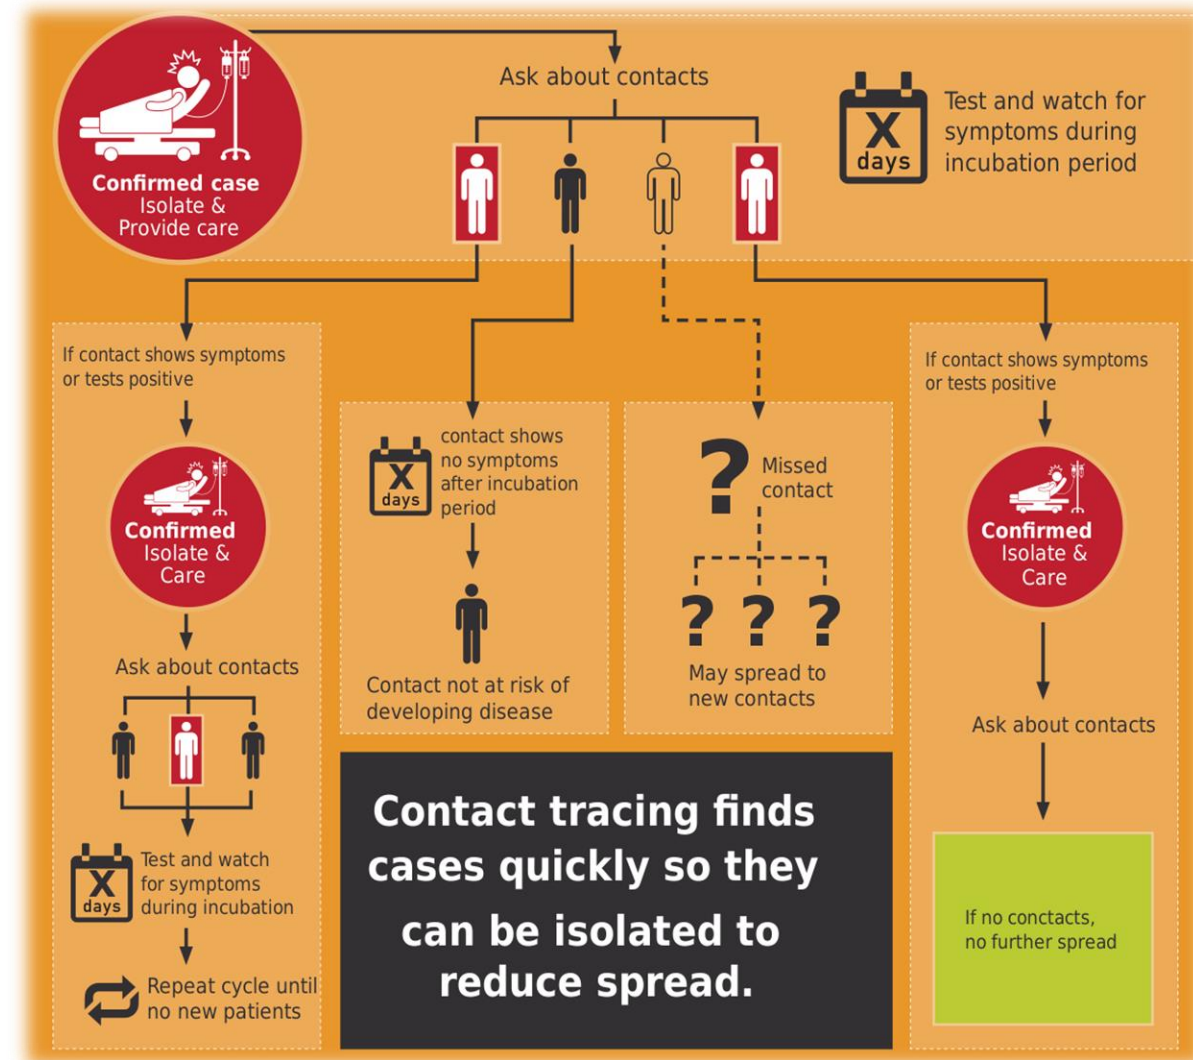 Confirmed case
Isolate &
Provide care
Ask about contacts
X
days
Test and watch for
symptoms during
incubation period
If contact shows symptoms
or tests positive
Confirmed
Isolate &
Care
Ask about contacts
X
days
Test and watch
for symptoms
during incubation
Repeat cycle until
no new patients
X
days
contact shows
no symptoms
after incubation
period
Contact not at risk of
developing disease
?
Missed
contact
? ? ?
May spread to
new contacts
If contact shows symptoms
or tests positive
Confirmed
Isolate &
Care
Ask about contacts
If no conctacts,
no further spread
Contact tracing finds
cases quickly so they
can be isolated to
reduce spread.